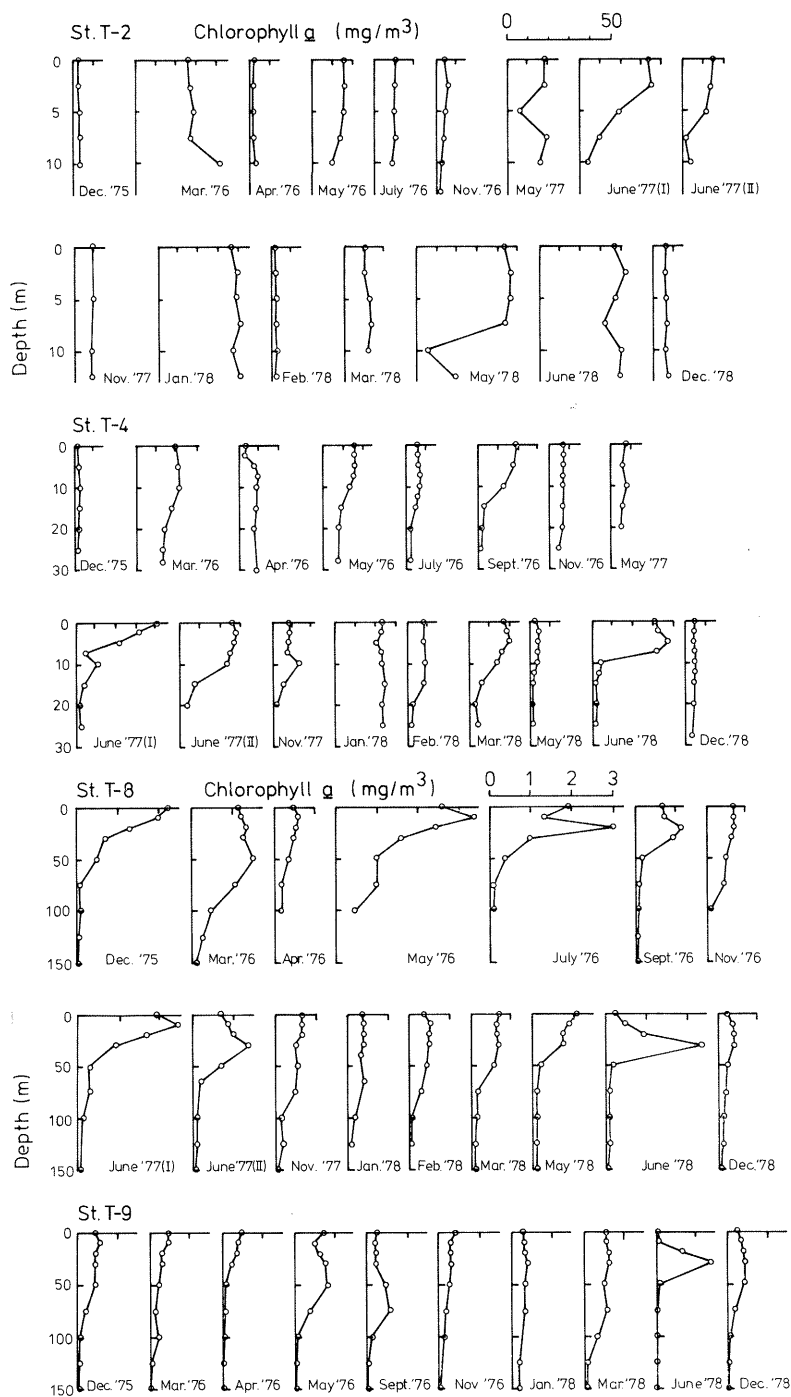 St. T-2 Chlorophyll a (mg/m3) 0 50
0
5
10
Dec. '75 Mar. '76 Apr. '76 May '76 July '76 Nov. '76 May '77 June '77(I) June '77(II)
Depth (m)
0
5
10
Nov. '77 Jan. '78 Feb. '78 Mar. '78 May '78 June '78 Dec. '78
St. T-4
0
10
20
30
Dec. '75 Mar. '76 Apr. '76 May '76 July '76 Sept. '76 Nov. '76 May '77
0
10
20
30
June '77(I) June '77(II) Nov. '77 Jan. '78 Feb. '78 Mar. '78 May '78 June '78 Dec. '78
St. T-8 Chlorophyll a (mg/m3) 0 1 2 3
0
50
100
150
Dec. '75 Mar. '76 Apr. '76 May '76 July '76 Sept. '76 Nov. '76
Depth (m)
0
50
100
150
June '77(I) June '77(II) Nov. '77 Jan. '78 Feb. '78 Mar. '78 May '78 June '78 Dec. '78
St. T-9
0
50
100
150
Dec. '75 Mar. '76 Apr. '76 May '76 Sept. '76 Nov '76 Jan. '78 Mar. '78 June '78 Dec. '78